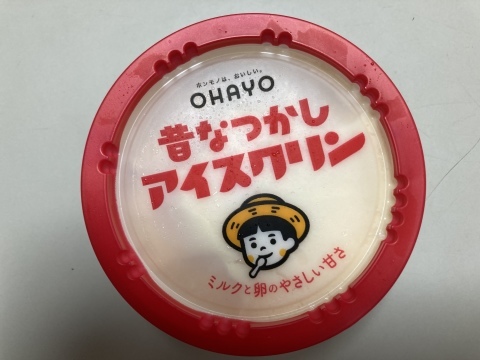 ホンモノは、おいしい。
OHAYO
昔なつかし
アイスクリン
ミルクと卵のやさしい甘さ